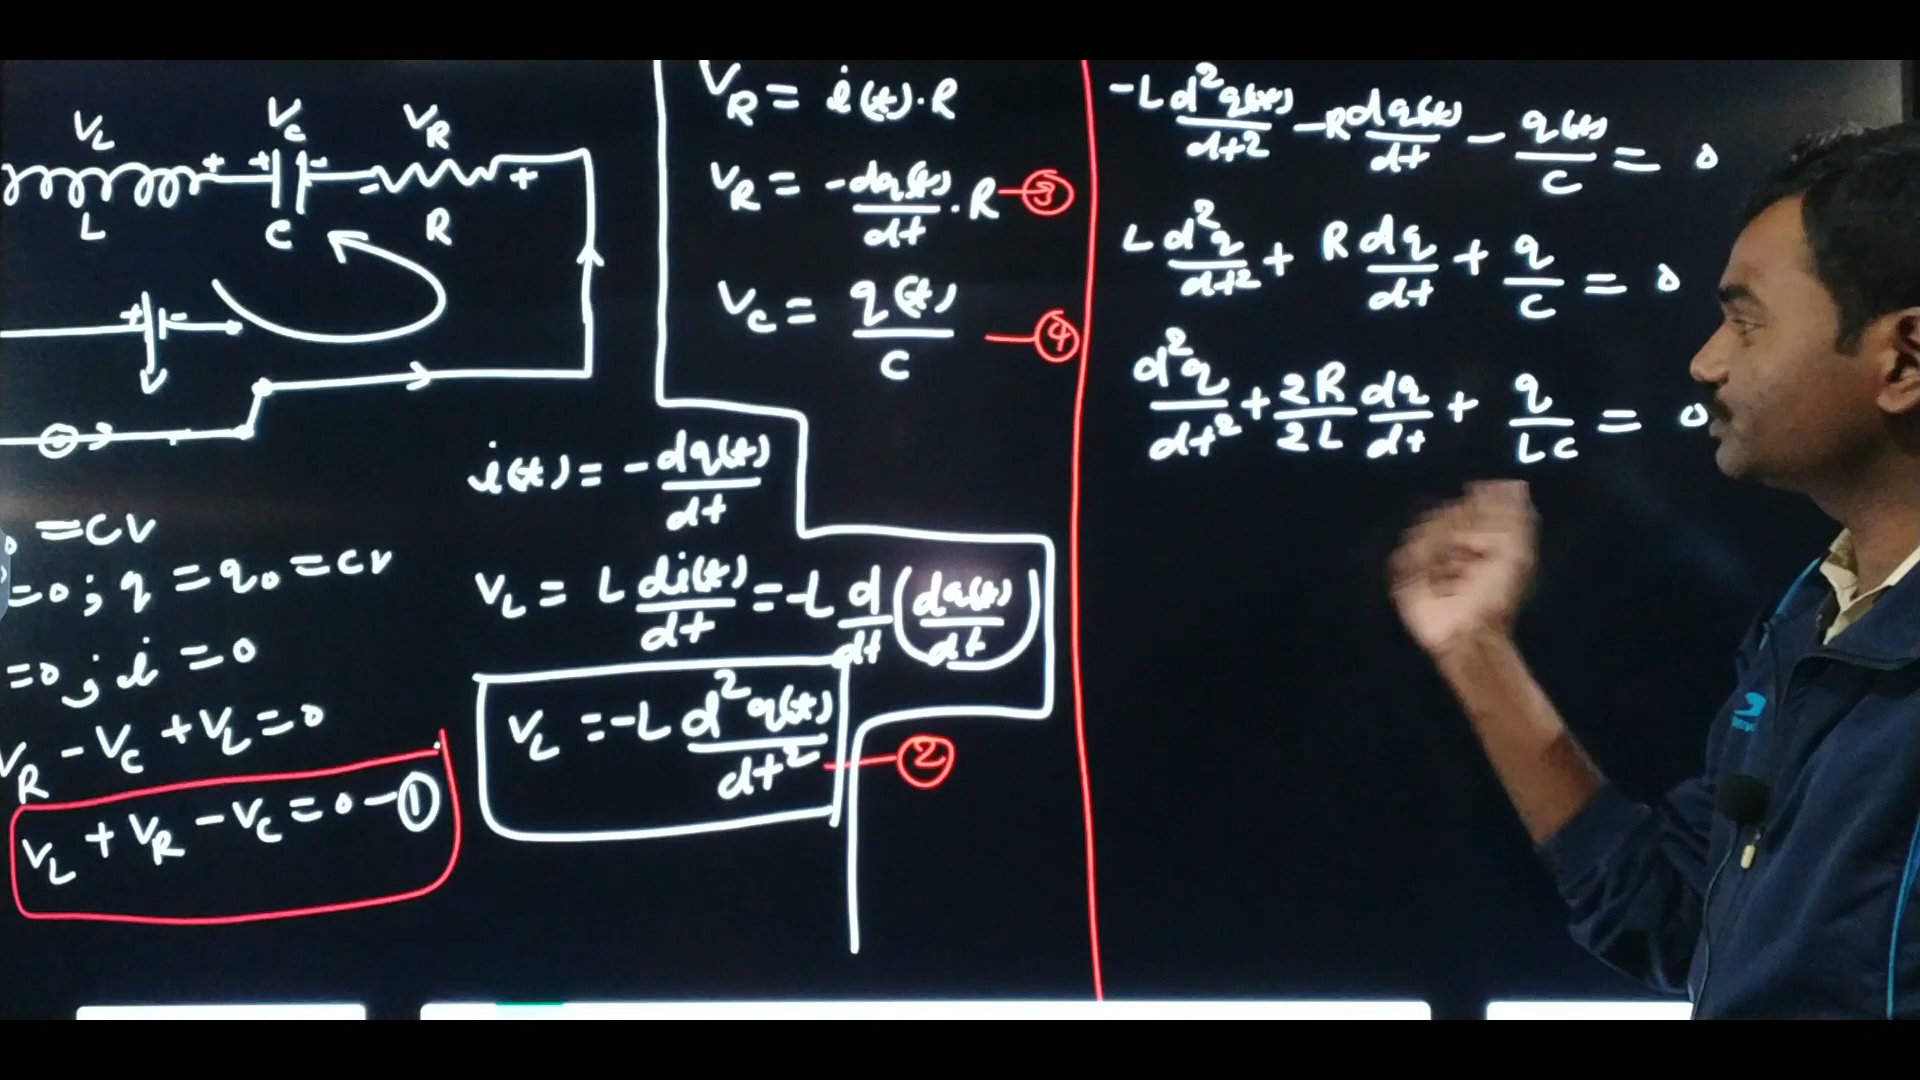 V_L V_C V_R
+ + - - +
L C R
+ -
= CV
=0 ; q = q₀ = CV
=0 ; i = 0
V_R - V_C + V_L = 0
V_L + V_R - V_C = 0 - ①
i(t) = - dq(t)/dt
V_L = L di(t)/dt = -L d/dt (dq(t)/dt)
V_L = -L d²q(t)/dt² - ②
V_R = i(t) · R
V_R = - dq(t)/dt · R - ③
V_C = q(t)/C - ④
-L d²q(t)/dt² - R dq(t)/dt - q(t)/C = 0
L d²q/dt² + R dq/dt + q/C = 0
d²q/dt² + 2R/2L dq/dt + q/LC = 0